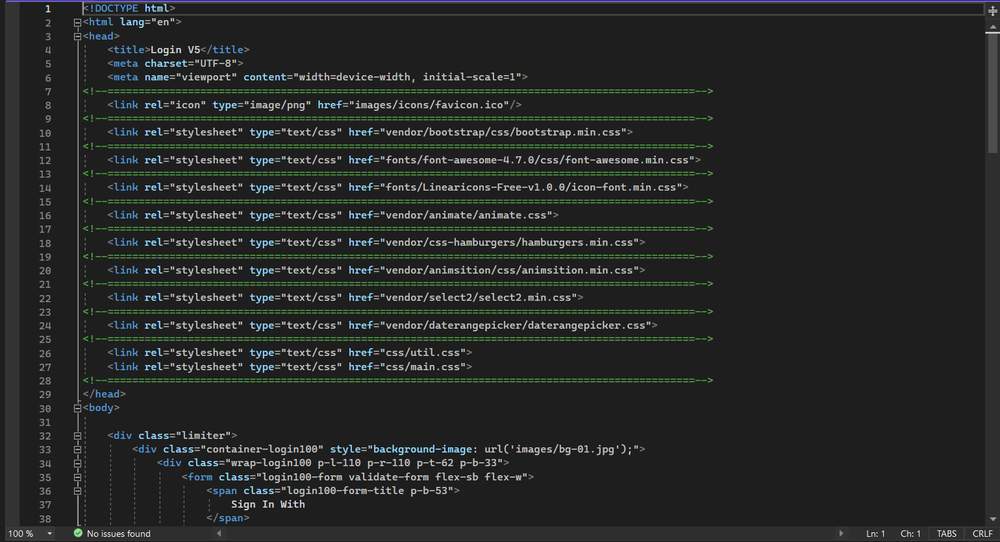 1 <!DOCTYPE html>
2 <html lang="en">
3 <head>
4 <title>Login V5</title>
5 <meta charset="UTF-8">
6 <meta name="viewport" content="width=device-width, initial-scale=1">
7 <!--===============================================================================================-->
8 <link rel="icon" type="image/png" href="images/icons/favicon.ico"/>
9 <!--===============================================================================================-->
10 <link rel="stylesheet" type="text/css" href="vendor/bootstrap/css/bootstrap.min.css">
11 <!--===============================================================================================-->
12 <link rel="stylesheet" type="text/css" href="fonts/font-awesome-4.7.0/css/font-awesome.min.css">
13 <!--===============================================================================================-->
14 <link rel="stylesheet" type="text/css" href="fonts/Linearicons-Free-v1.0.0/icon-font.min.css">
15 <!--===============================================================================================-->
16 <link rel="stylesheet" type="text/css" href="vendor/animate/animate.css">
17 <!--===============================================================================================-->
18 <link rel="stylesheet" type="text/css" href="vendor/css-hamburgers/hamburgers.min.css">
19 <!--===============================================================================================-->
20 <link rel="stylesheet" type="text/css" href="vendor/animsition/css/animsition.min.css">
21 <!--===============================================================================================-->
22 <link rel="stylesheet" type="text/css" href="vendor/select2/select2.min.css">
23 <!--===============================================================================================-->
24 <link rel="stylesheet" type="text/css" href="vendor/daterangepicker/daterangepicker.css">
25 <!--===============================================================================================-->
26 <link rel="stylesheet" type="text/css" href="css/util.css">
27 <link rel="stylesheet" type="text/css" href="css/main.css">
28 <!--===============================================================================================-->
29 </head>
30 <body>
31
32 <div class="limiter">
33 <div class="container-login100" style="background-image: url('images/bg-01.jpg');">
34 <div class="wrap-login100 p-l-110 p-r-110 p-t-62 p-b-33">
35 <form class="login100-form validate-form flex-sb flex-w">
36 <span class="login100-form-title p-b-53">
37 Sign In With
38 </span>
100 % No issues found Ln: 1 Ch: 1 TABS CRLF